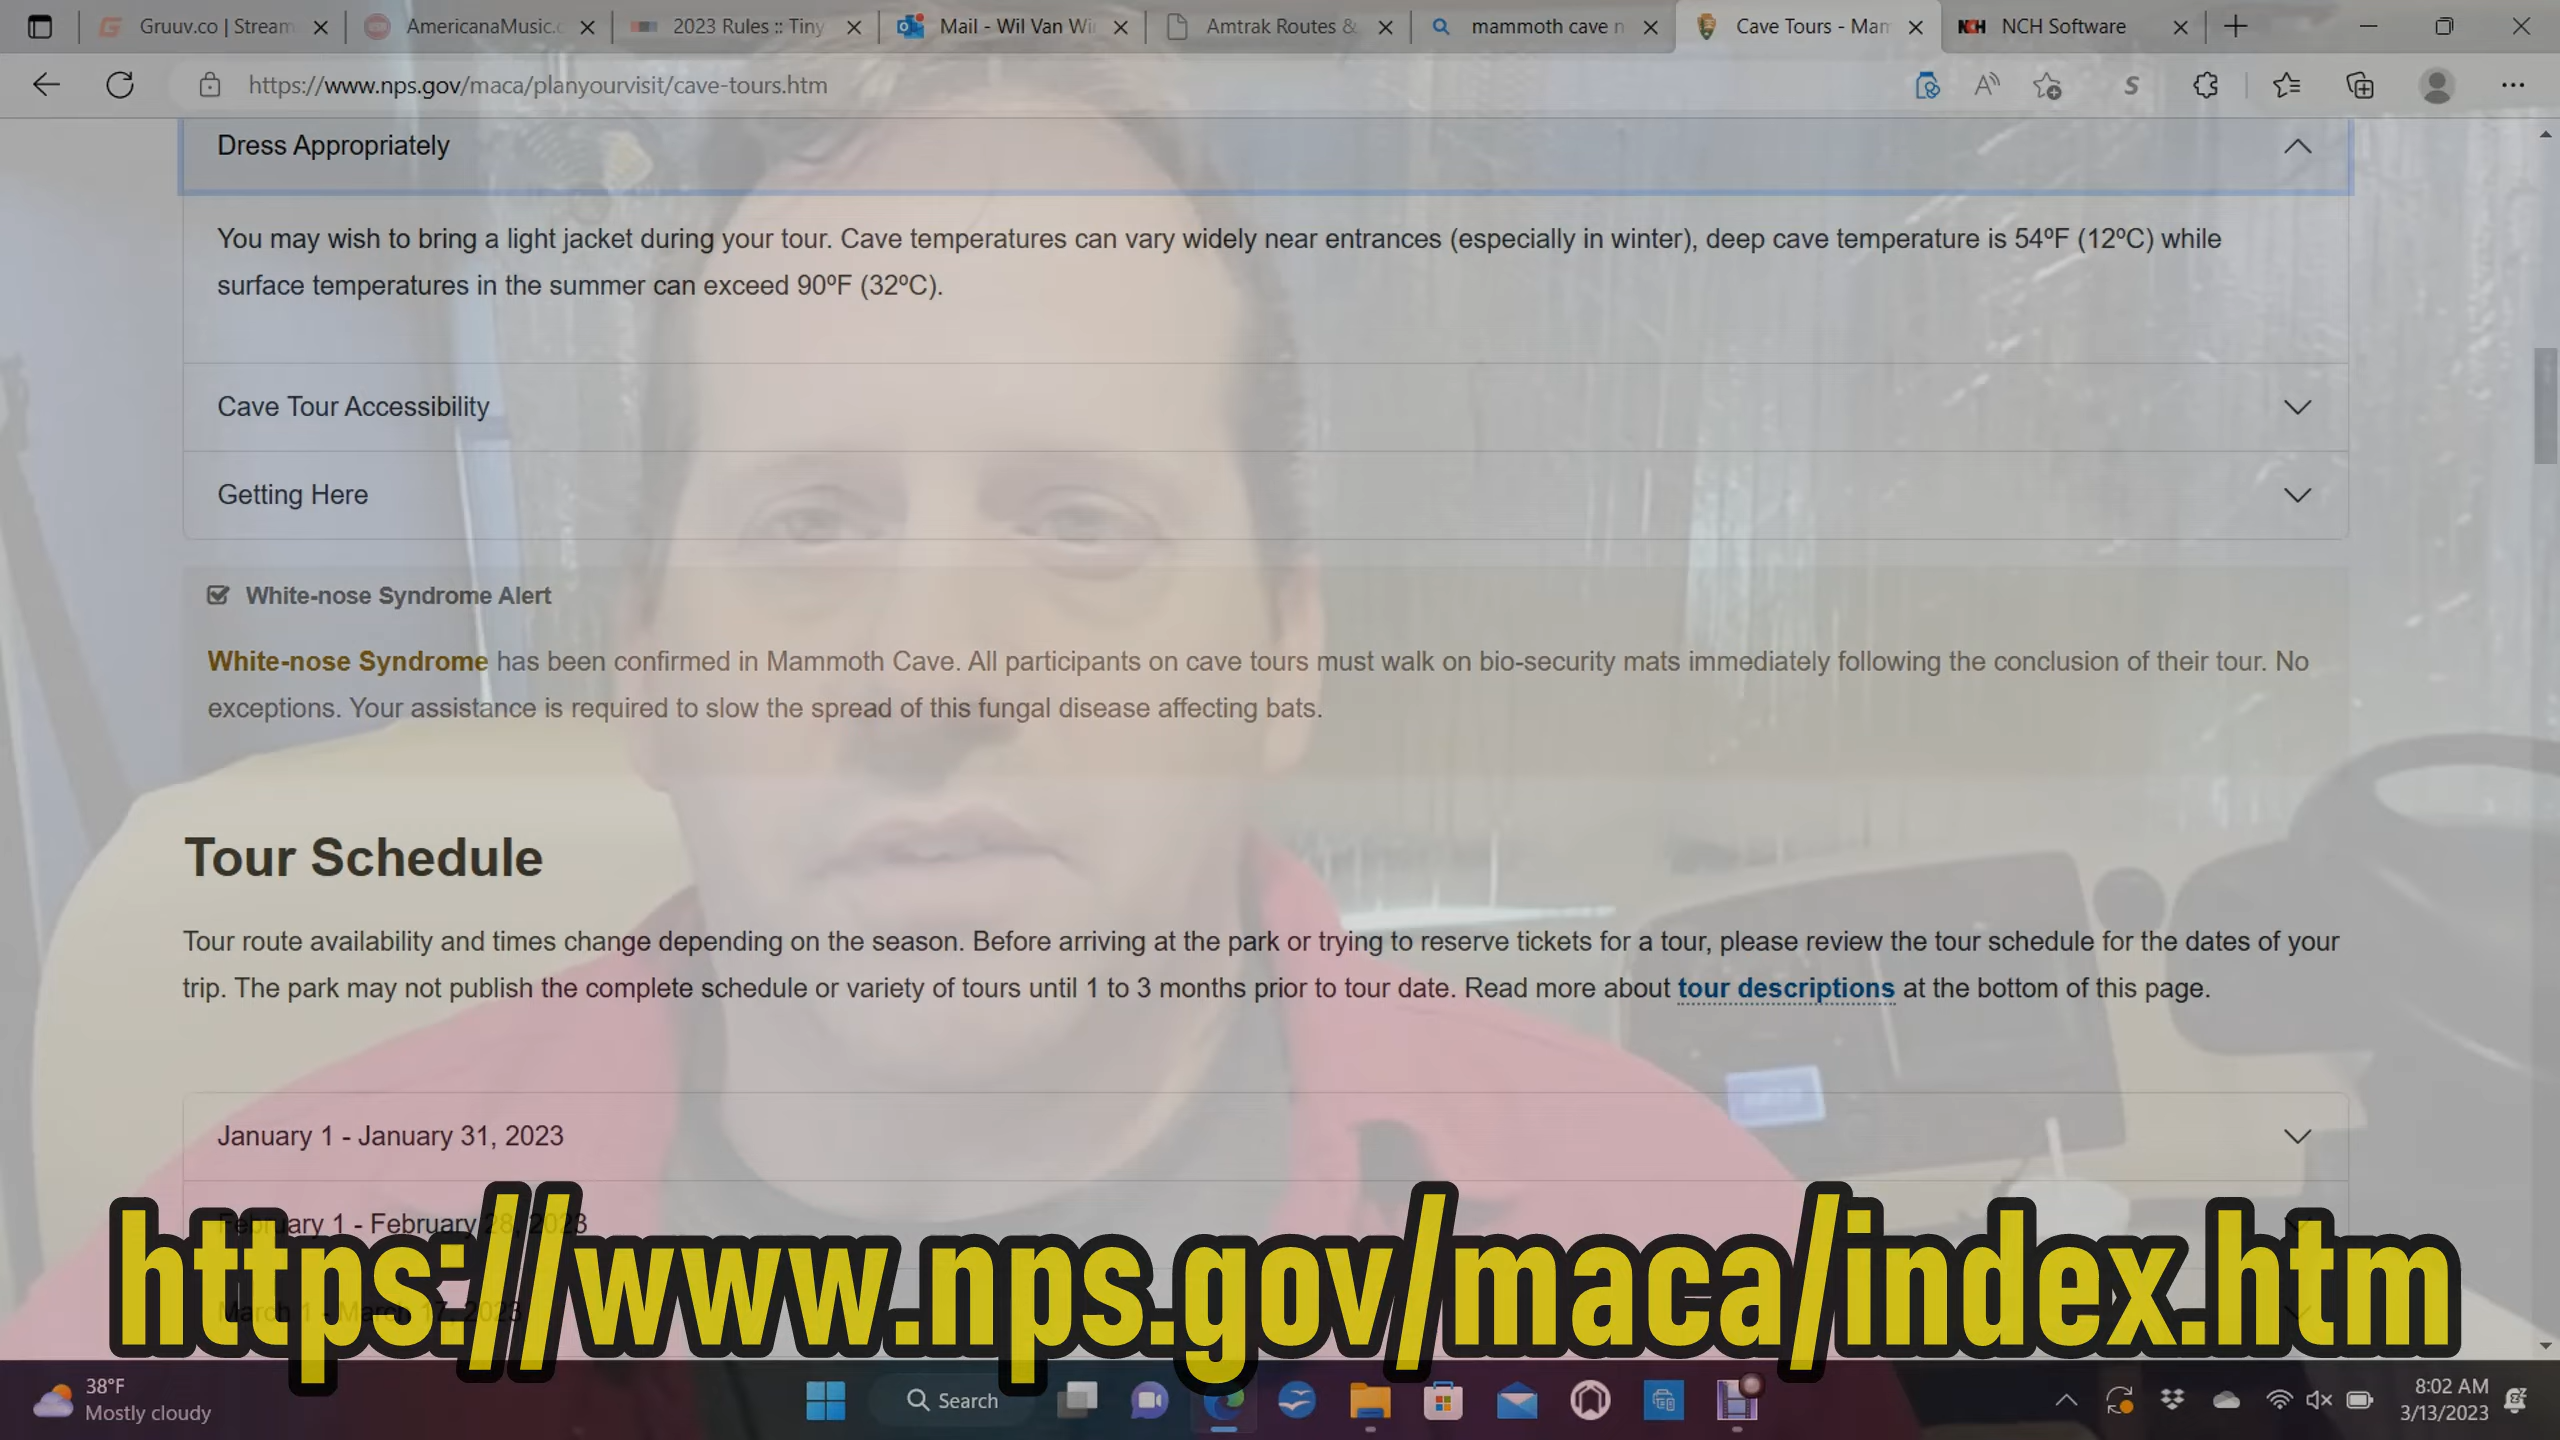 Gruuv.co | Stream
AmericanaMusic.c
2023 Rules :: Tiny
Mail - Wil Van Wi
Amtrak Routes &
mammoth cave n
Cave Tours - Mam
NCH Software
https://www.nps.gov/maca/planyourvisit/cave-tours.htm
Dress Appropriately
You may wish to bring a light jacket during your tour. Cave temperatures can vary widely near entrances (especially in winter), deep cave temperature is 54ºF (12ºC) while
surface temperatures in the summer can exceed 90ºF (32ºC).
Cave Tour Accessibility
Getting Here
White-nose Syndrome Alert
White-nose Syndrome has been confirmed in Mammoth Cave. All participants on cave tours must walk on bio-security mats immediately following the conclusion of their tour. No
exceptions. Your assistance is required to slow the spread of this fungal disease affecting bats.
Tour Schedule
Tour route availability and times change depending on the season. Before arriving at the park or trying to reserve tickets for a tour, please review the tour schedule for the dates of your
trip. The park may not publish the complete schedule or variety of tours until 1 to 3 months prior to tour date. Read more about tour descriptions at the bottom of this page.
January 1 - January 31, 2023
February 1 - February 28, 2023
March 1 - March 17, 2023
https://www.nps.gov/maca/index.htm
38°F
Mostly cloudy
Search
8:02 AM
3/13/2023